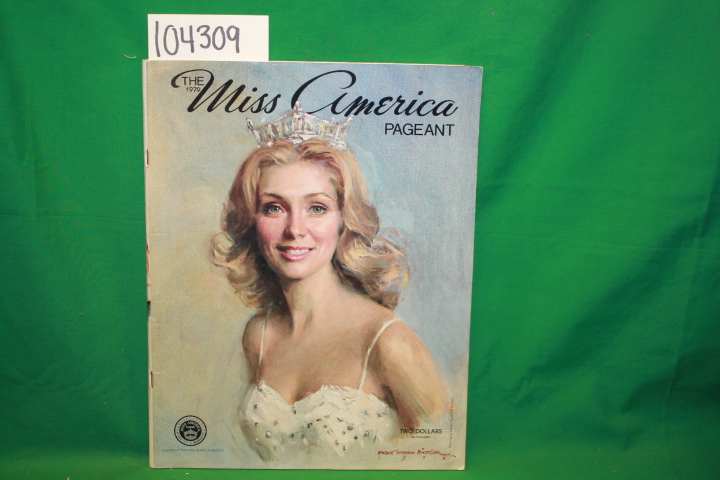 104309
THE
1979
Miss America
PAGEANT
TWO DOLLARS